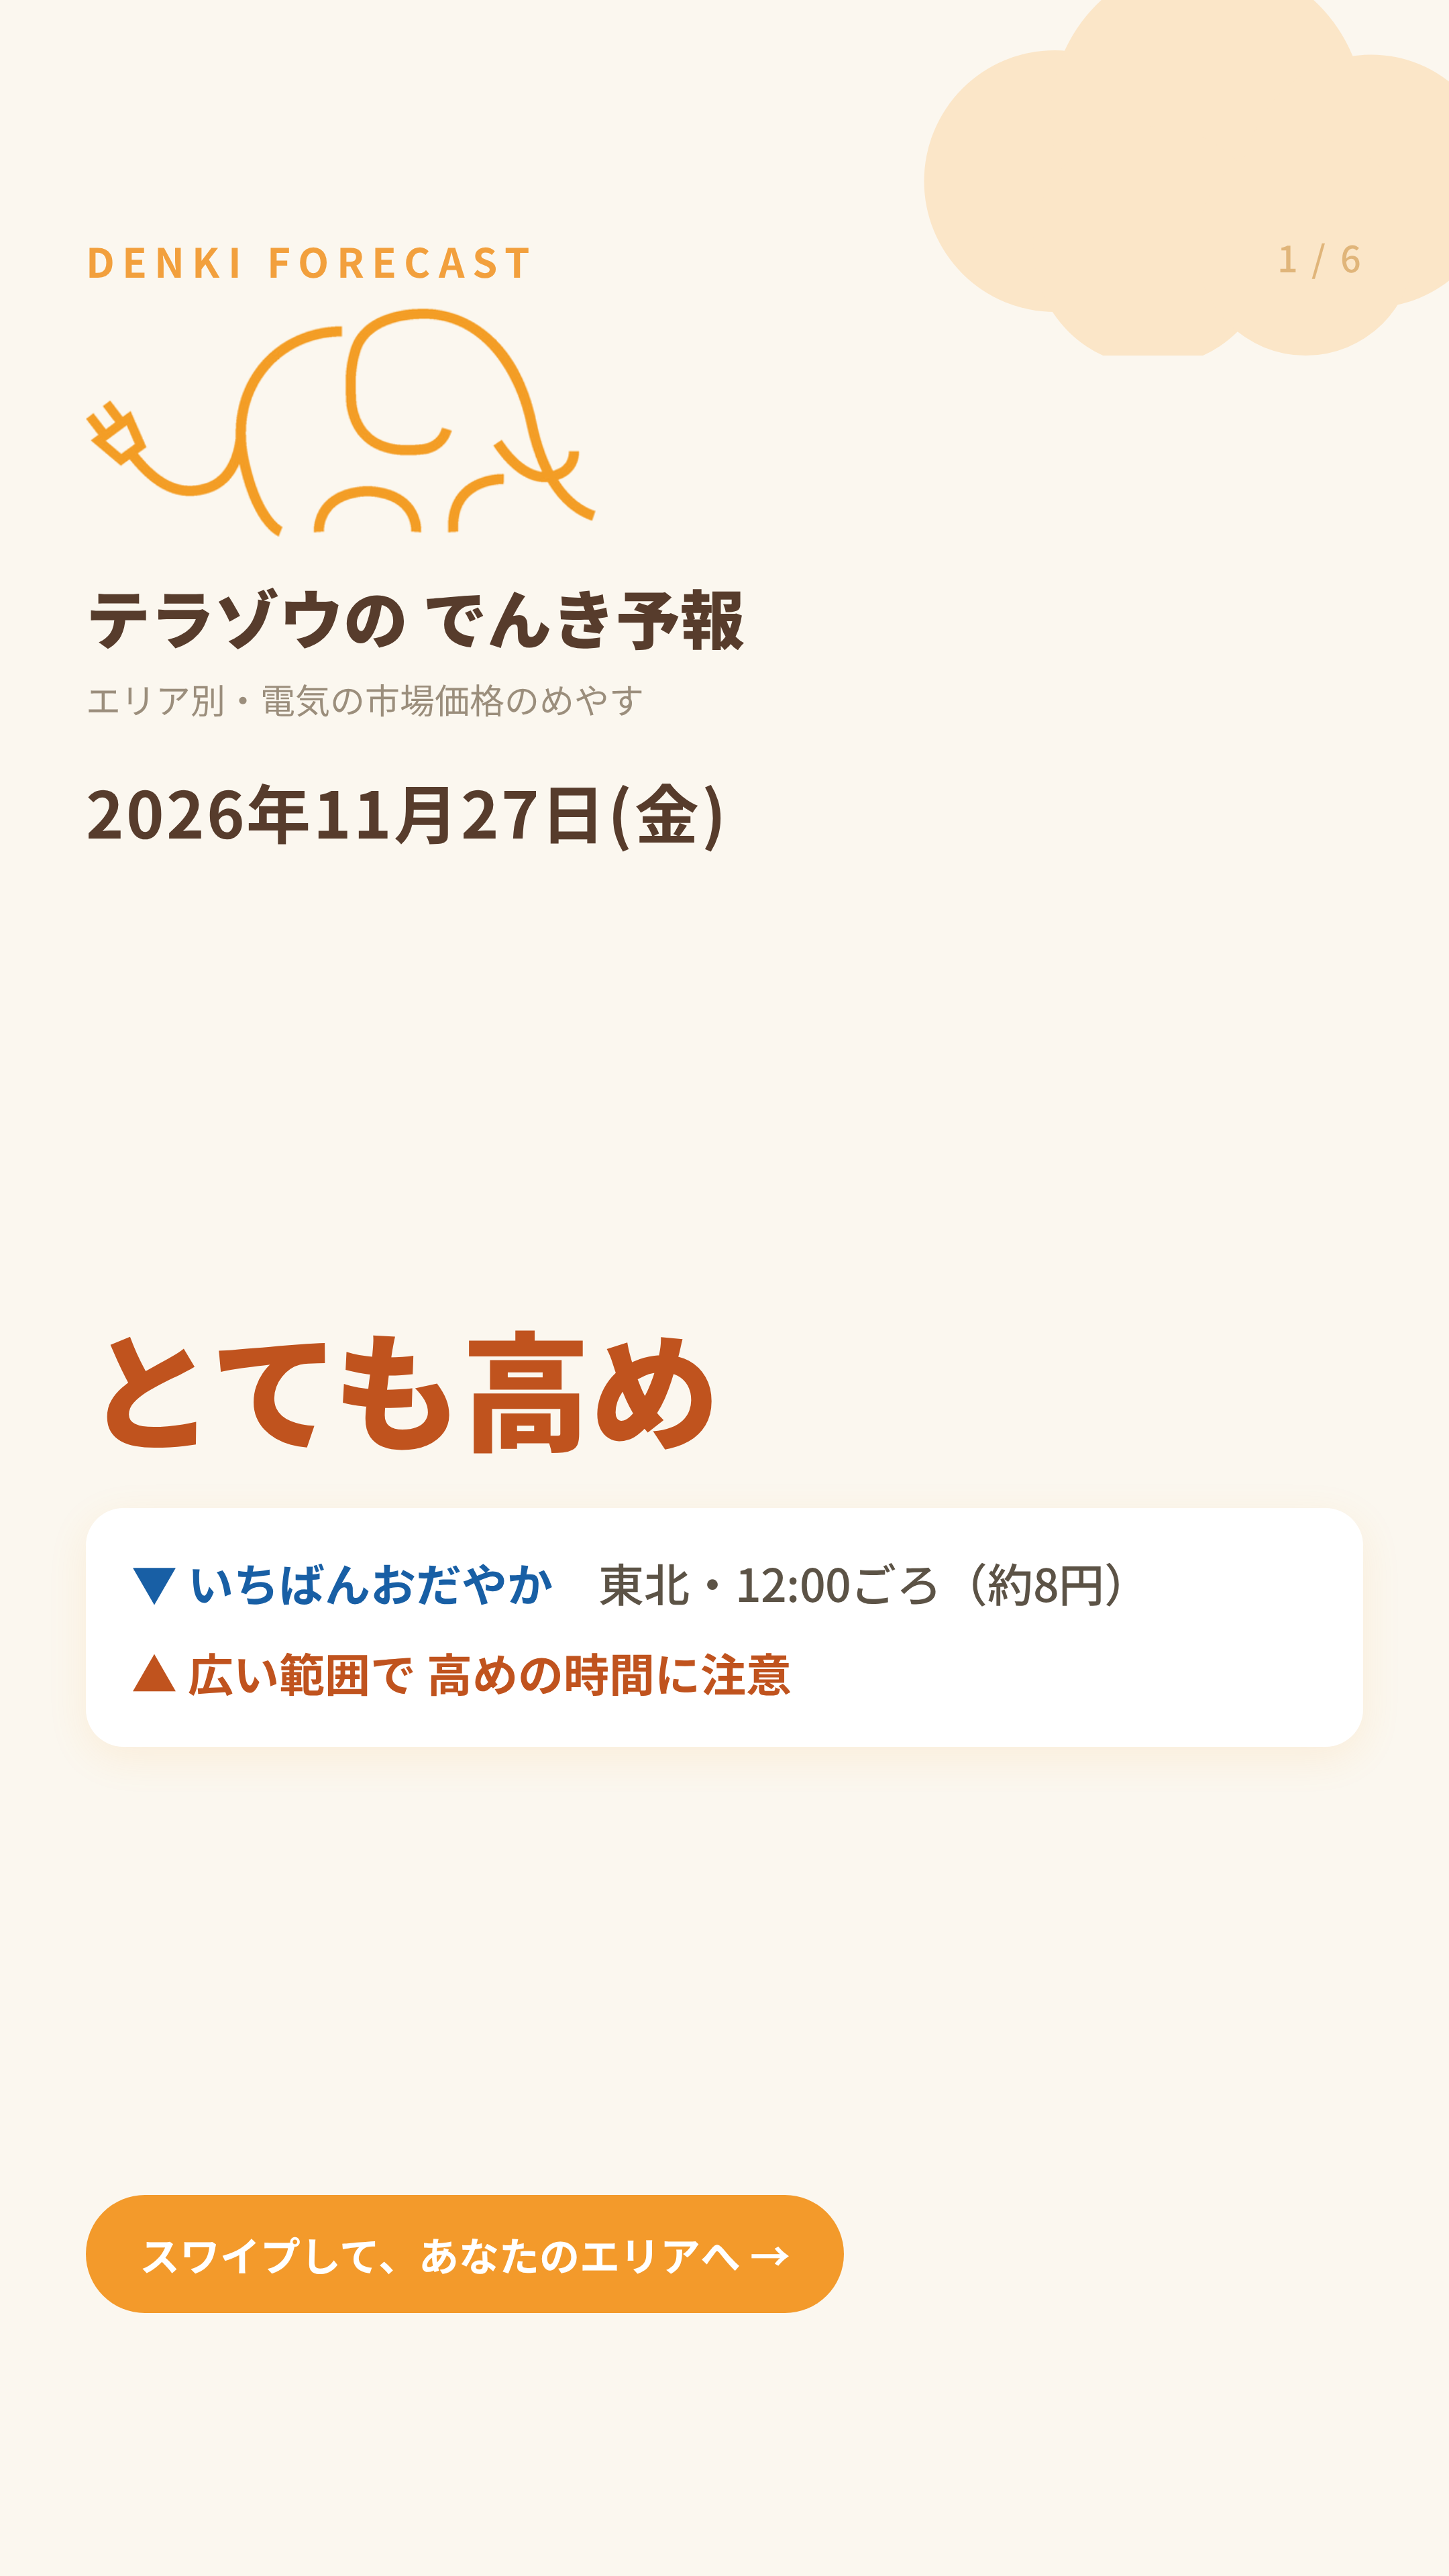 DENKI FORECAST
1 / 6
テラゾウの でんき予報
エリア別・電気の市場価格のめやす
2026年11月27日(金)
とても高め
▼ いちばんおだやか　東北・12:00ごろ（約8円）
▲ 広い範囲で 高めの時間に注意
スワイプして、あなたのエリアへ →